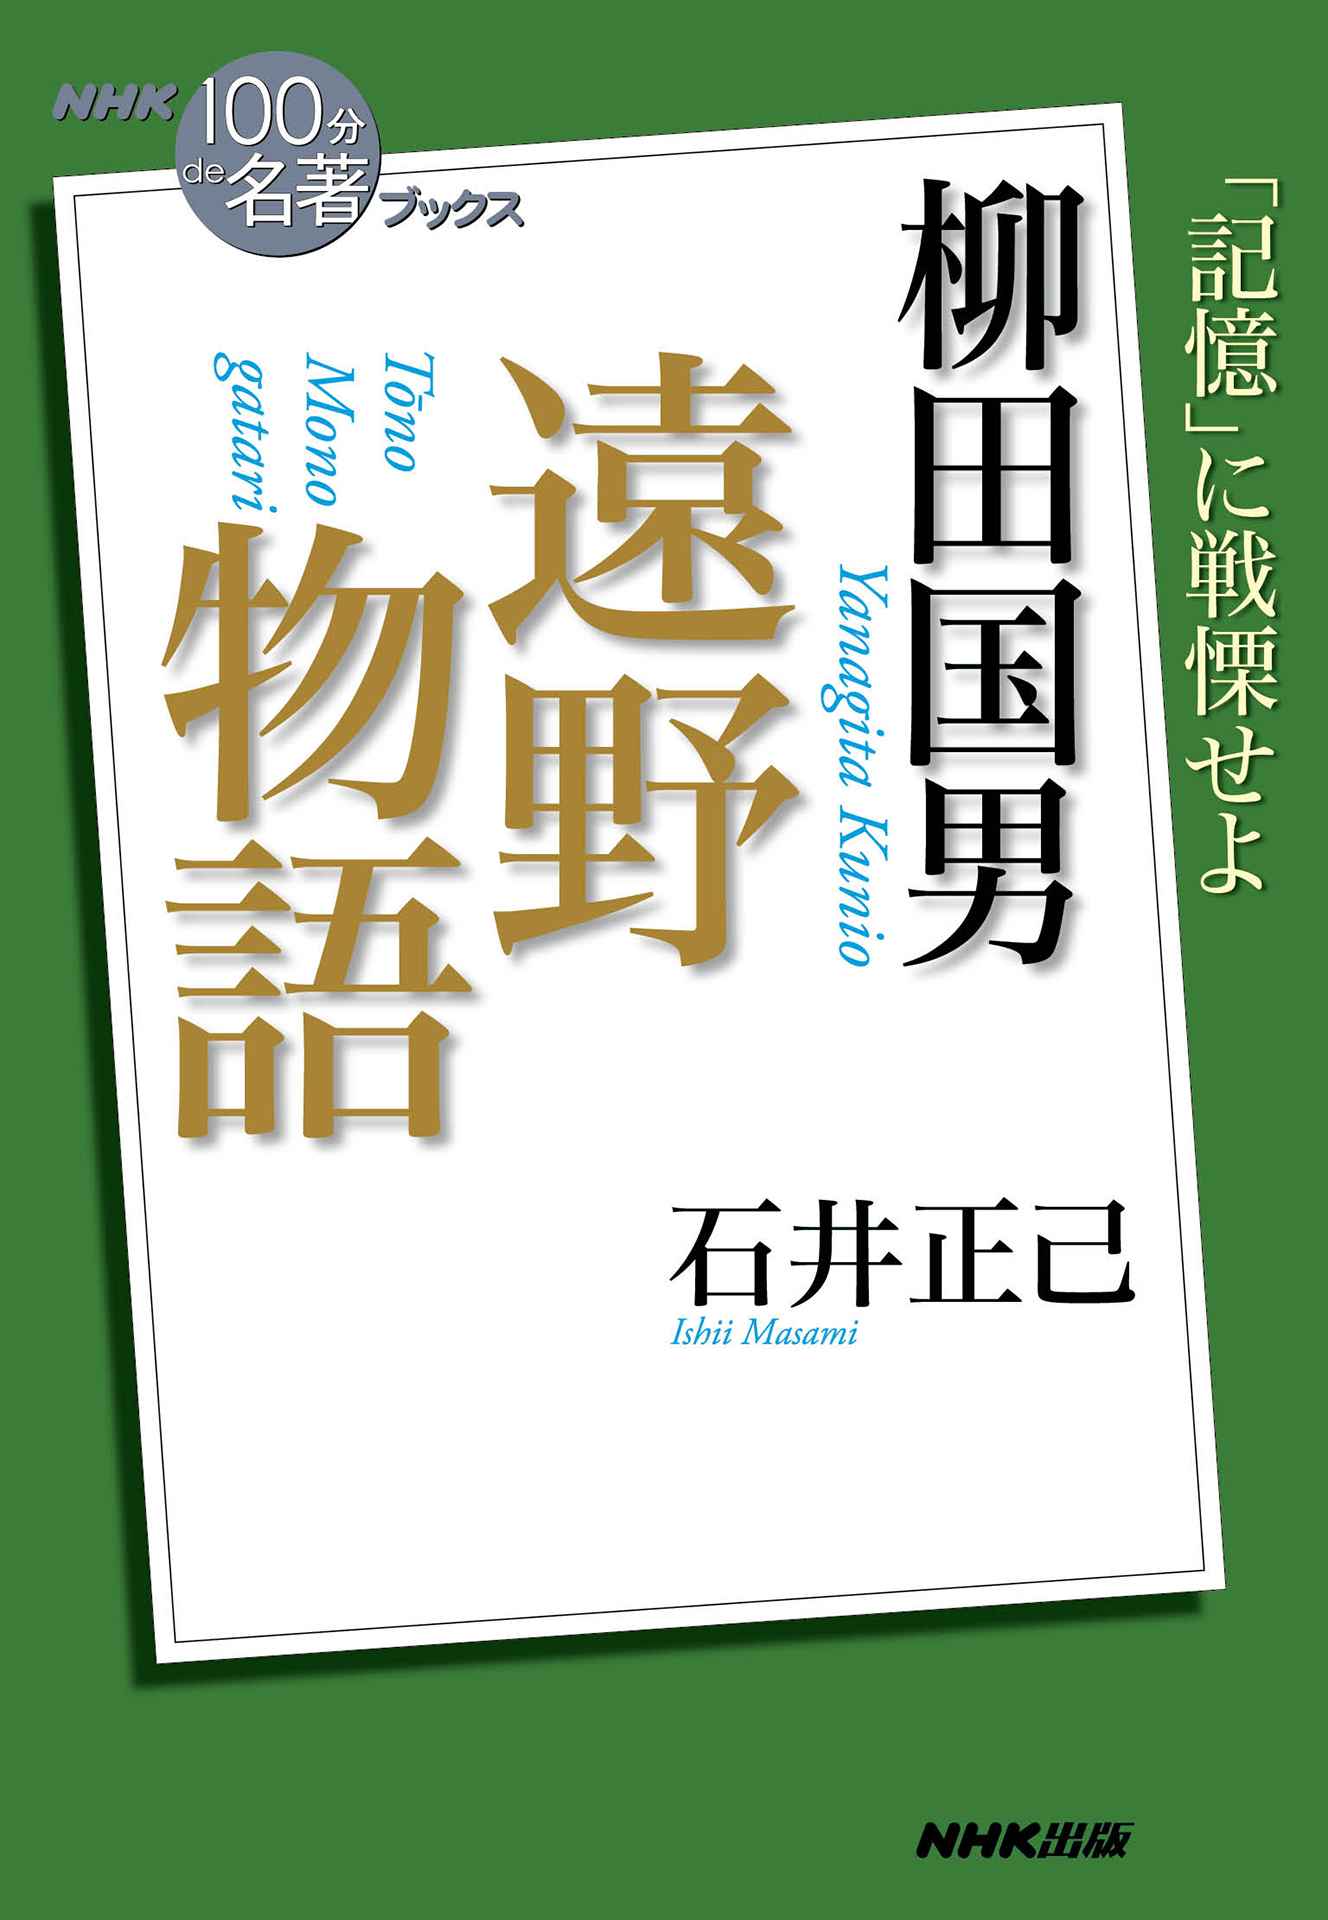 NHK
100分
de名著
ブックス
「記憶」に戦慄せよ
柳田国男
Yanagita Kunio
遠野
物語
Tōno
Mono
gatari
石井正己
Ishii Masami
NHK出版